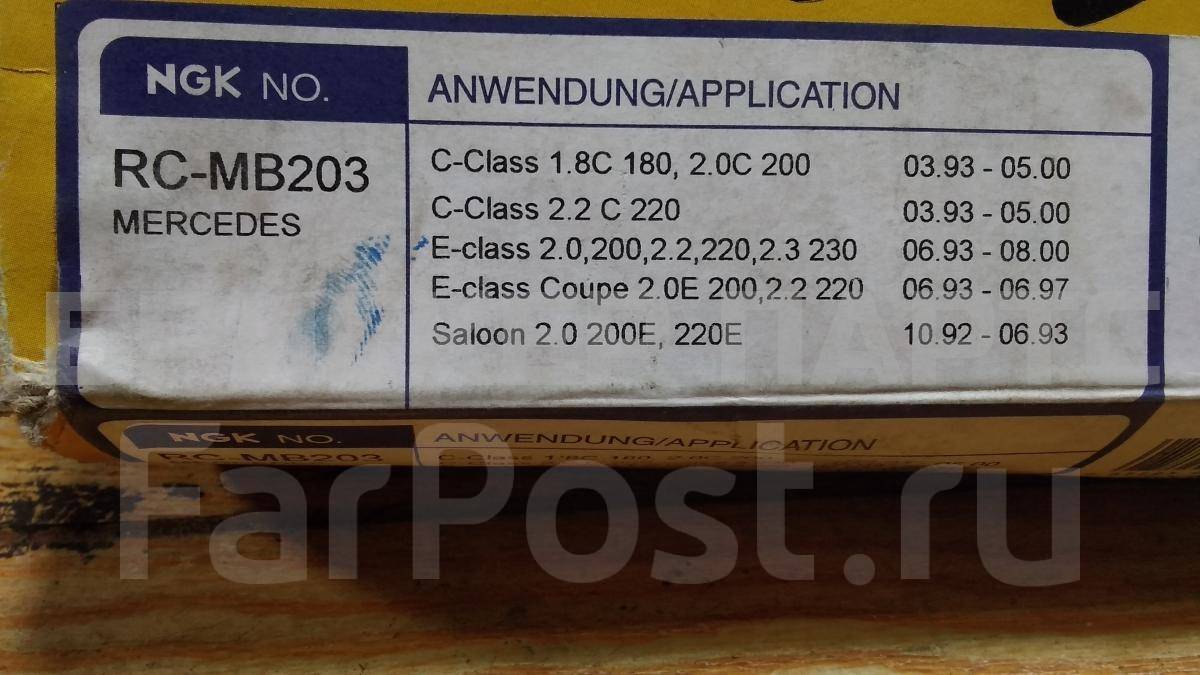 NGK NO.
ANWENDUNG/APPLICATION
RC-MB203
MERCEDES
C-Class 1.8C 180, 2.0C 200 03.93 - 05.00
C-Class 2.2 C 220 03.93 - 05.00
E-class 2.0,200,2.2,220,2.3 230 06.93 - 08.00
E-class Coupe 2.0E 200,2.2 220 06.93 - 06.97
Saloon 2.0 200E, 220E 10.92 - 06.93
NGK NO.
ANWENDUNG/APPLICATION
RC-MB203
FarPost.ru